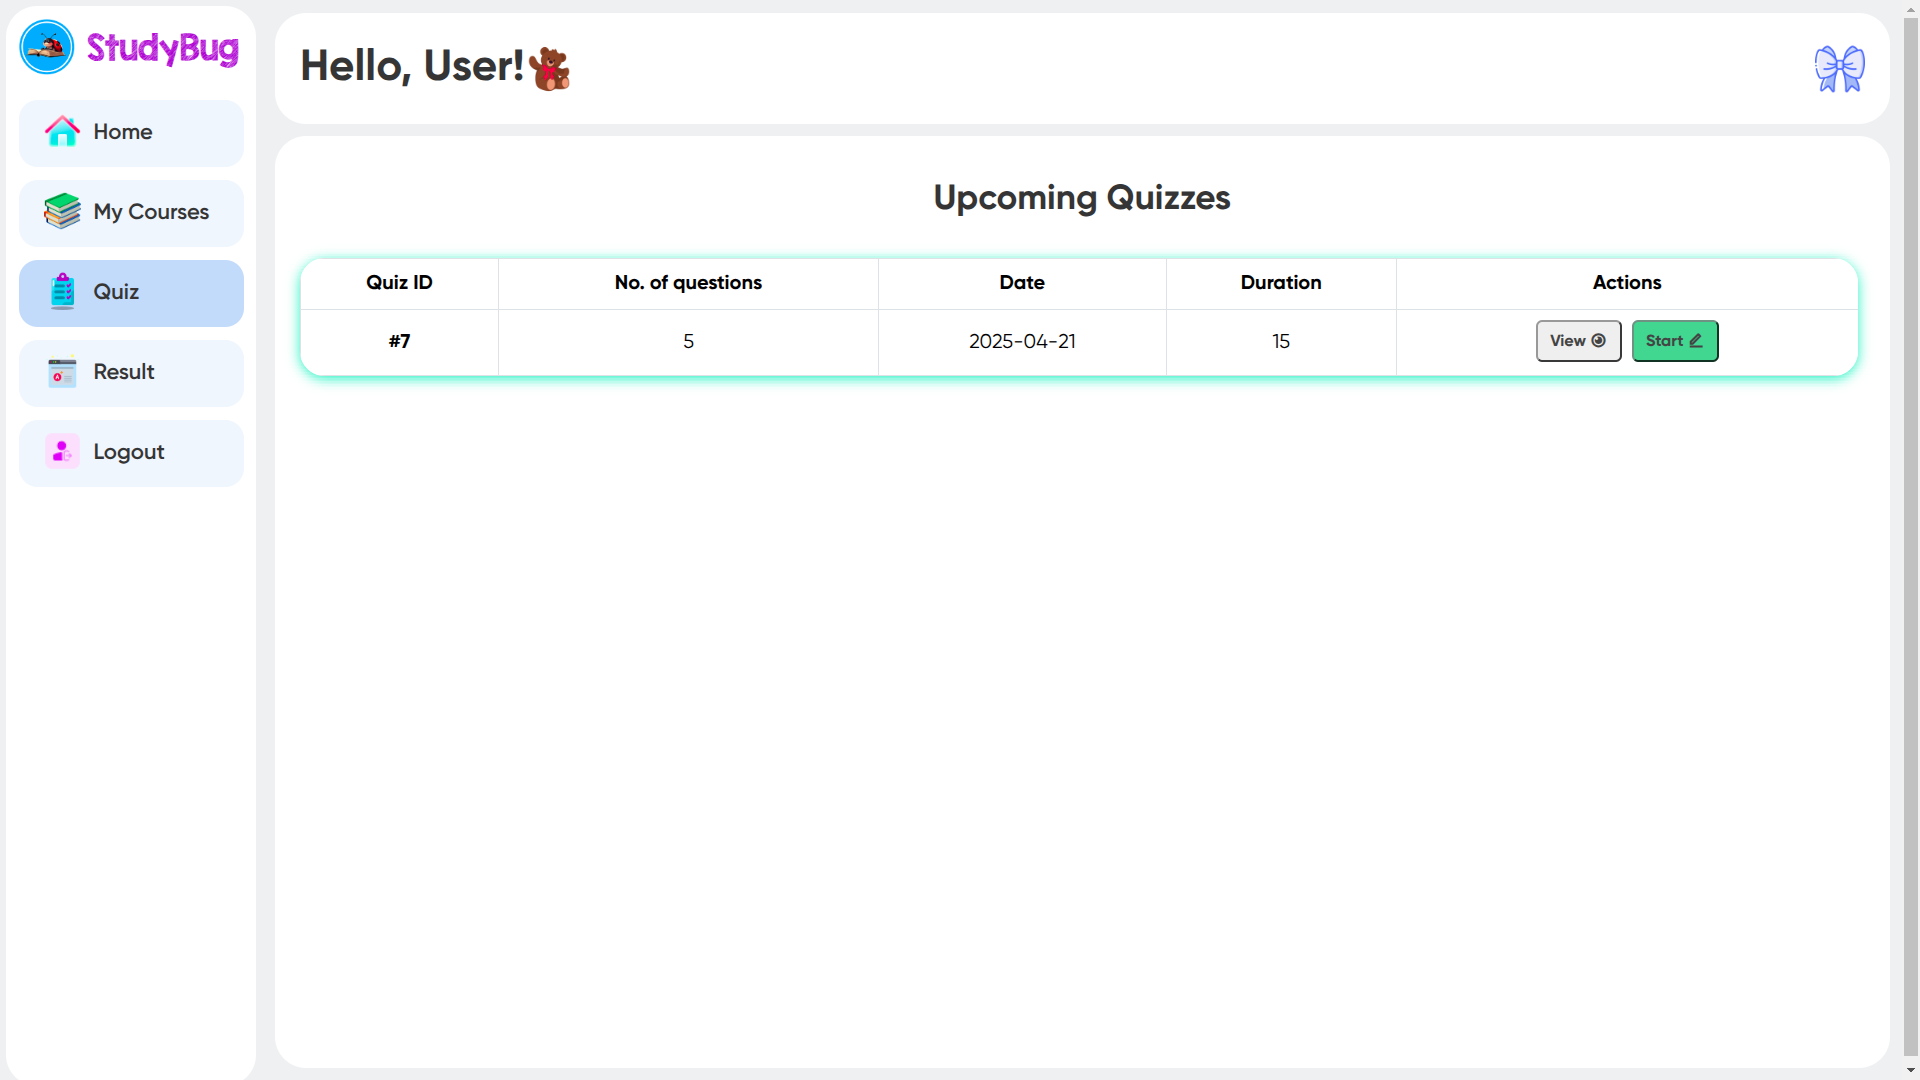 StudyBug
Home
My Courses
Quiz
Result
Logout
Hello, User!
Upcoming Quizzes
Quiz ID No. of questions Date Duration Actions
#7 5 2025-04-21 15 View Start